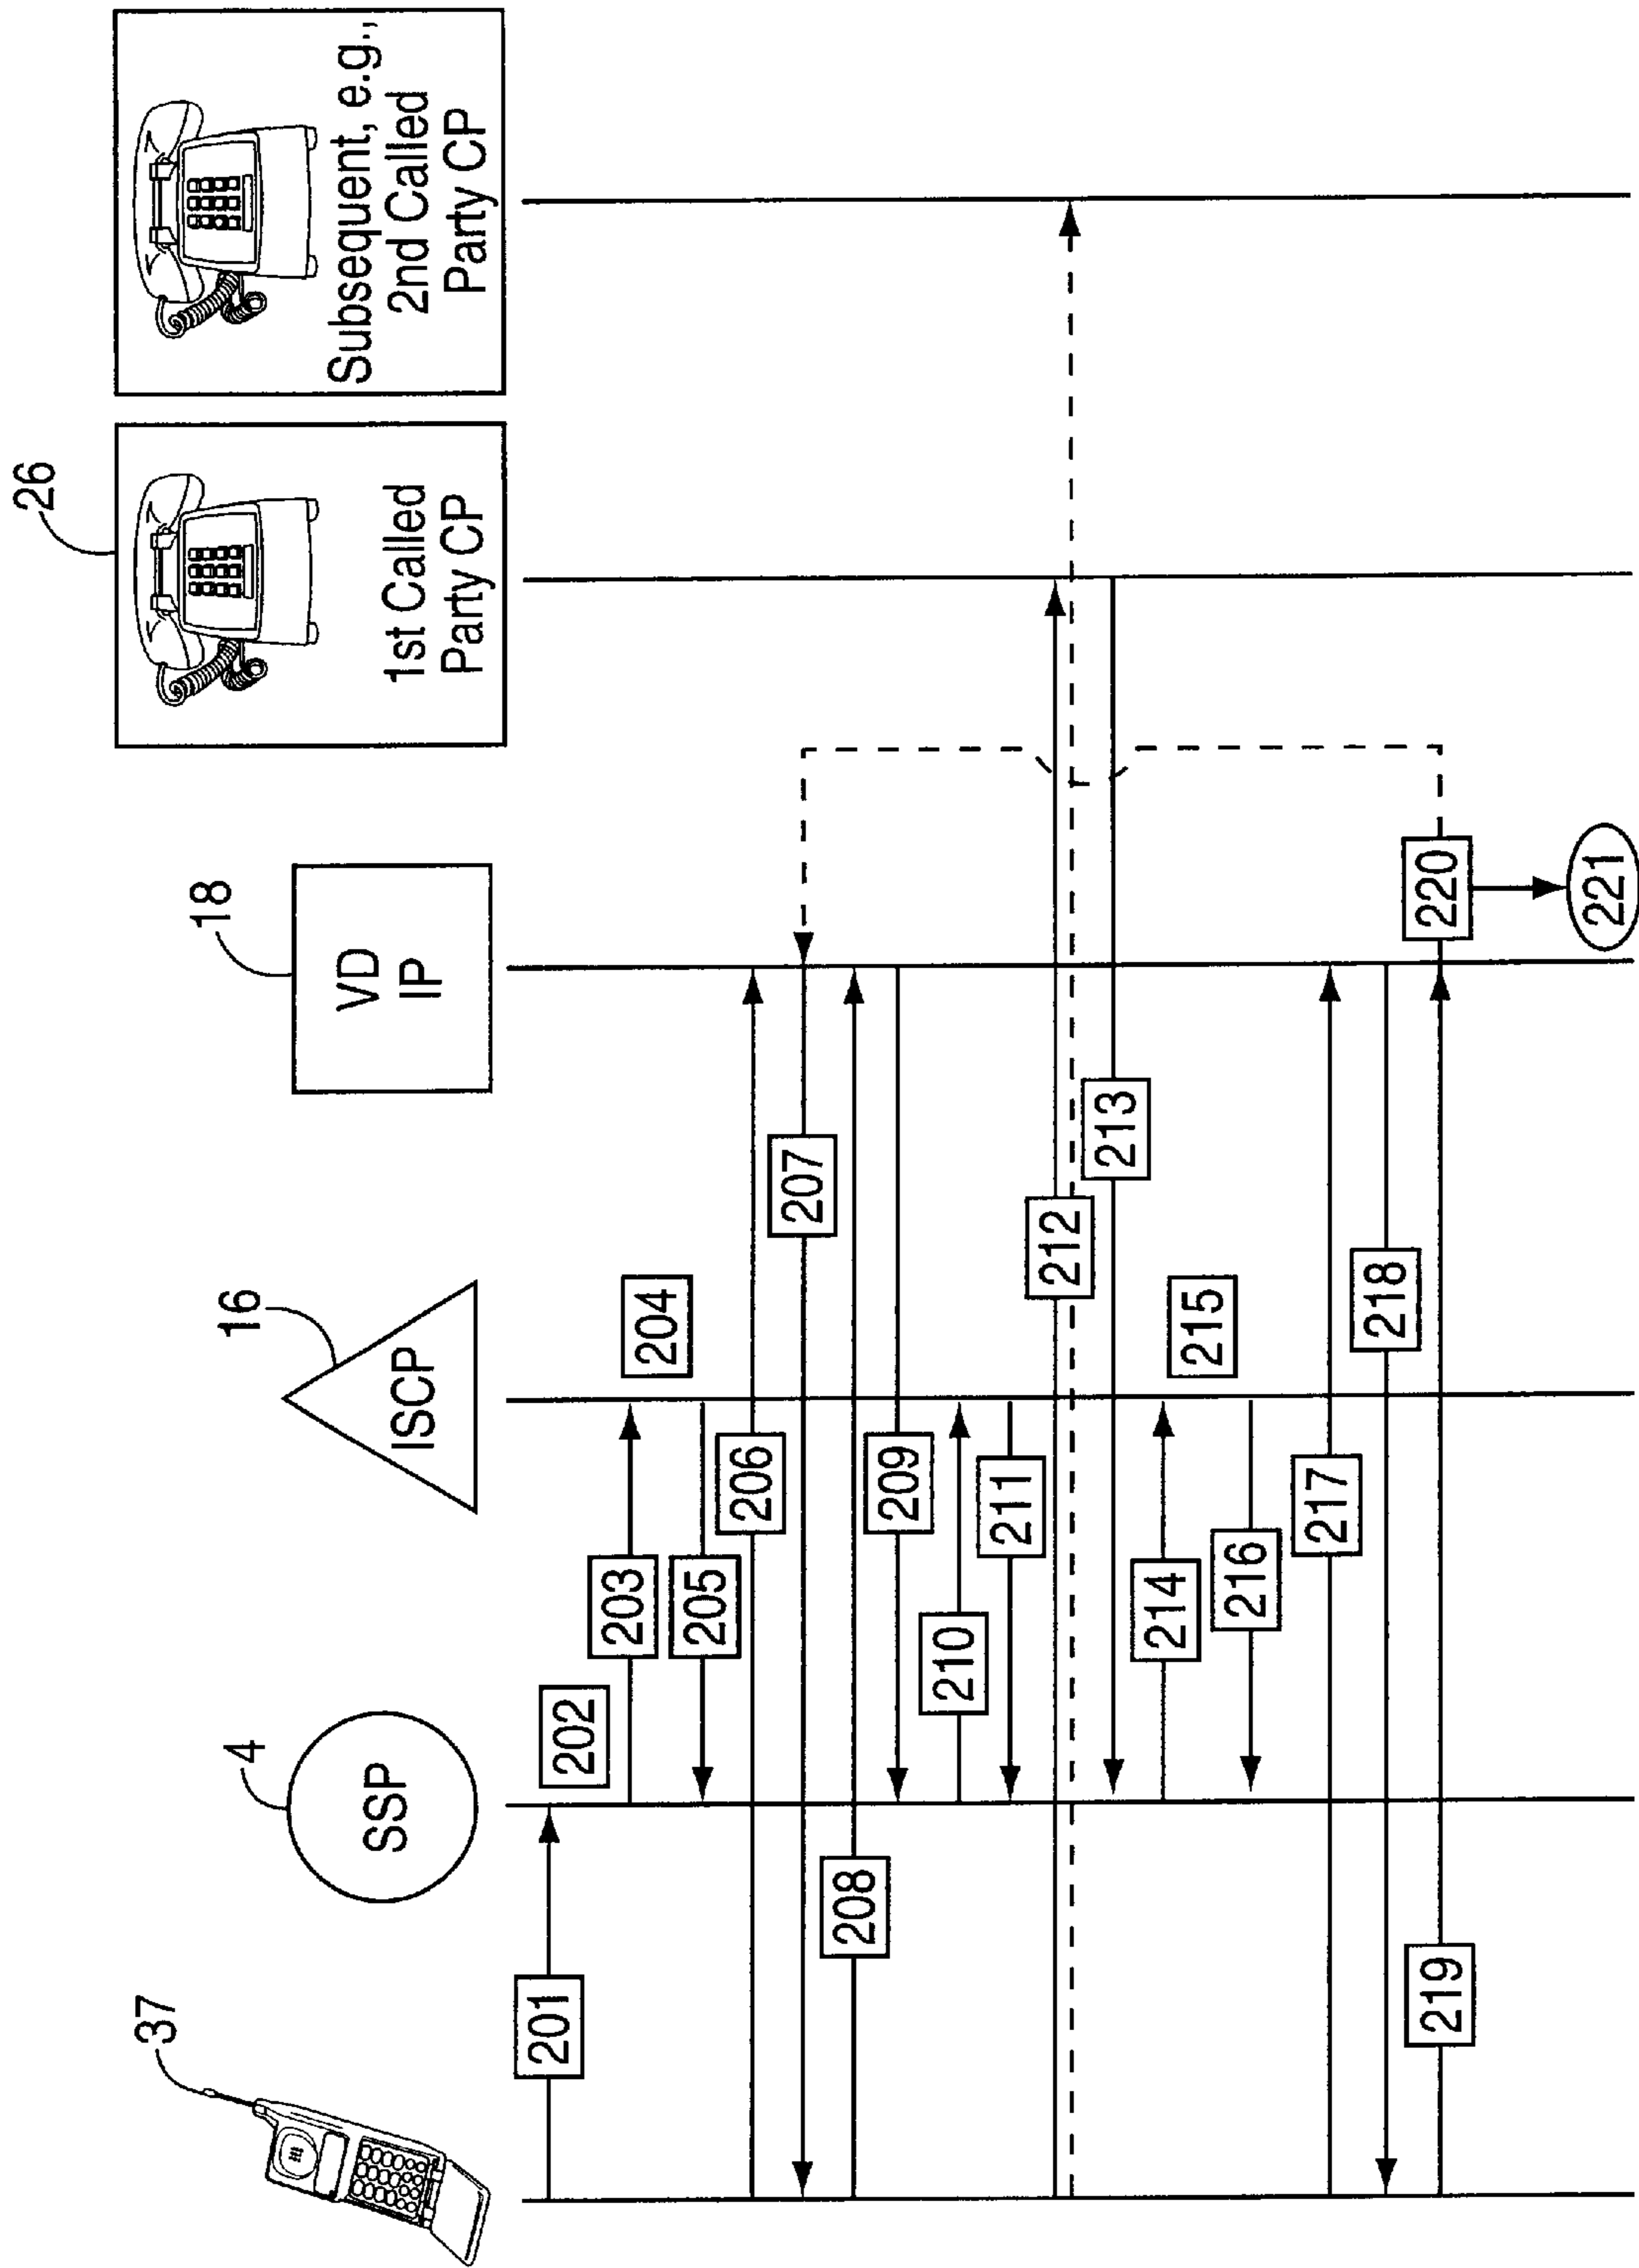 37
4
SSP
16
ISCP
18
VD
IP
26
1st Called
Party CP
Subsequent, e.g.,
2nd Called
Party CP
201
202
203
204
205
206
207
208
209
210
211
212
213
214
215
216
217
218
219
220
221